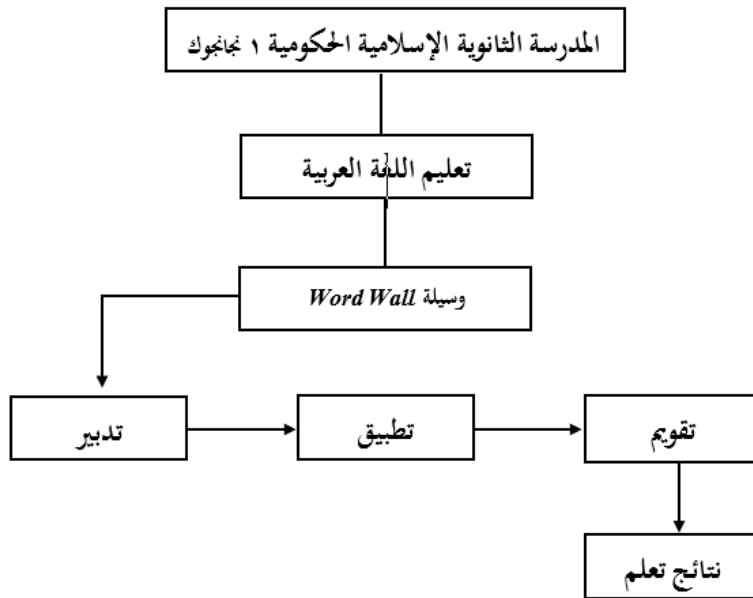 المدرسة الثانوية الإسلامية الحكومية ١ نجانجوك
تعليم اللغة العربية
وسيلة Word Wall
تدبير
تطبيق
تقويم
نتائج تعلم